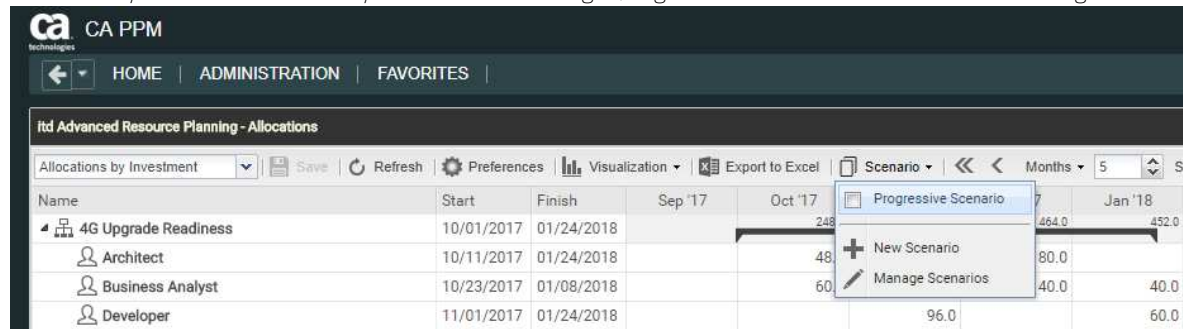 ca technologies CA PPM
HOME | ADMINISTRATION | FAVORITES |
itd Advanced Resource Planning - Allocations
Allocations by Investment Save Refresh Preferences Visualization Export to Excel Scenario Months 5 S
Name Start Finish Sep '17 Oct '17 7 Jan '18
Progressive Scenario
New Scenario
Manage Scenarios
4G Upgrade Readiness 10/01/2017 01/24/2018 248 464.0 452.0
Architect 10/11/2017 01/24/2018 48. 80.0
Business Analyst 10/23/2017 01/08/2018 60. 40.0 40.0
Developer 11/01/2017 01/24/2018 96.0 60.0